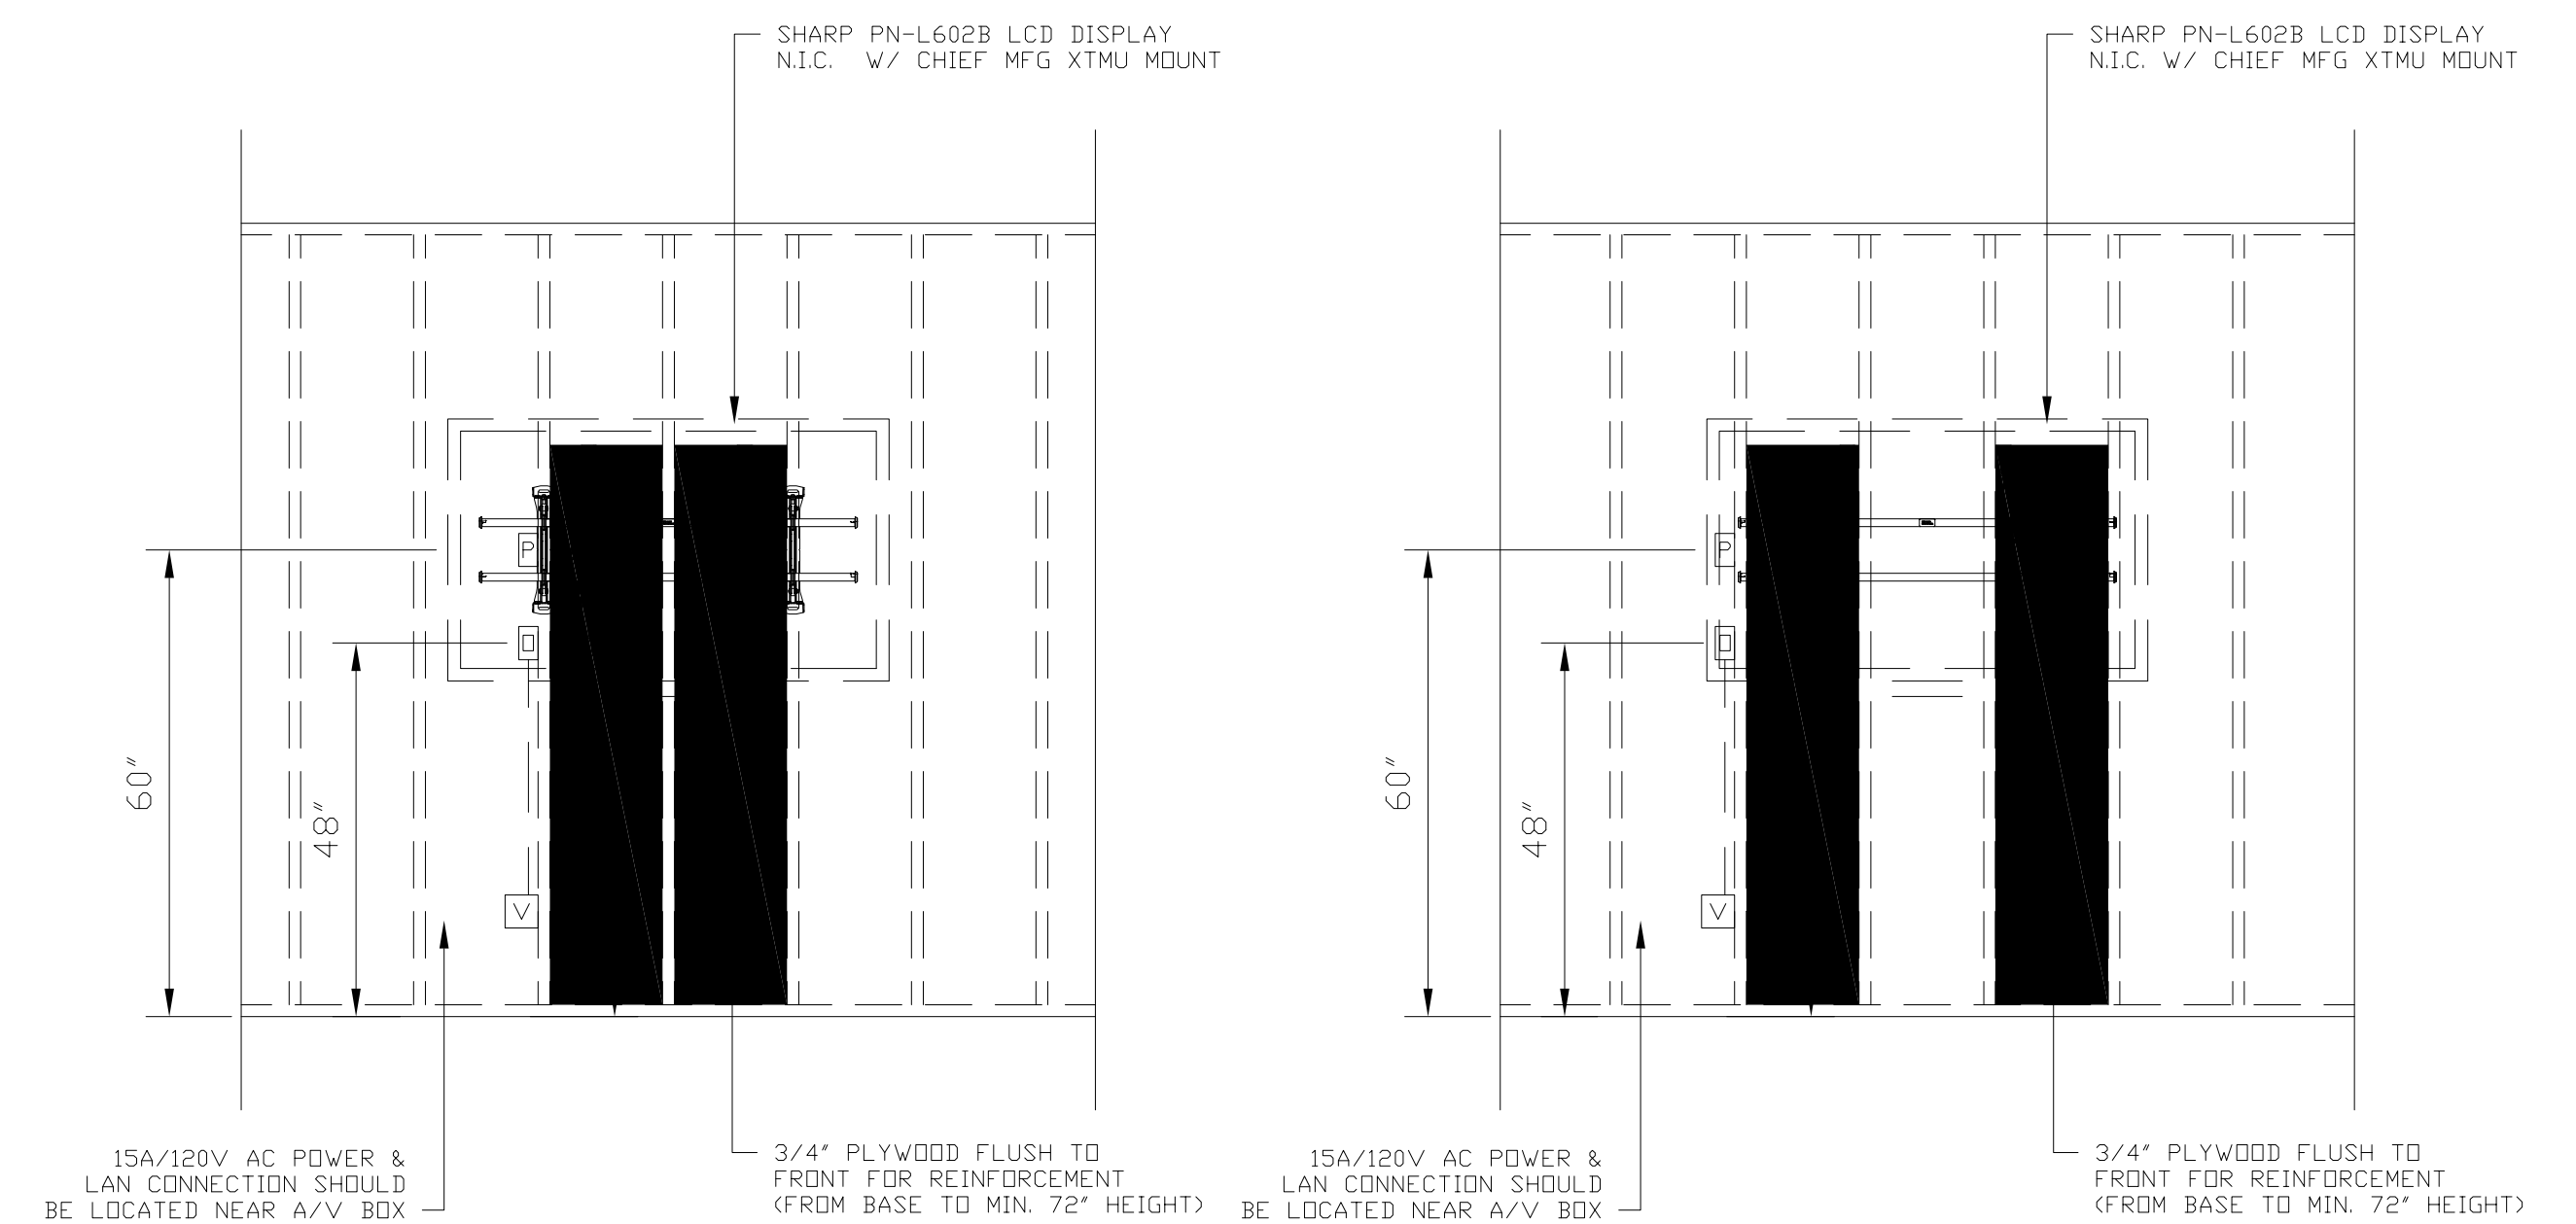 SHARP PN-L602B LCD DISPLAY
N.I.C. W/ CHIEF MFG XTMU MOUNT
P
60"
48"
V
15A/120V AC POWER &
LAN CONNECTION SHOULD
BE LOCATED NEAR A/V BOX
3/4" PLYWOOD FLUSH TO
FRONT FOR REINFORCEMENT
(FROM BASE TO MIN. 72" HEIGHT)
SHARP PN-L602B LCD DISPLAY
N.I.C. W/ CHIEF MFG XTMU MOUNT
P
60"
48"
V
15A/120V AC POWER &
LAN CONNECTION SHOULD
BE LOCATED NEAR A/V BOX
3/4" PLYWOOD FLUSH TO
FRONT FOR REINFORCEMENT
(FROM BASE TO MIN. 72" HEIGHT)